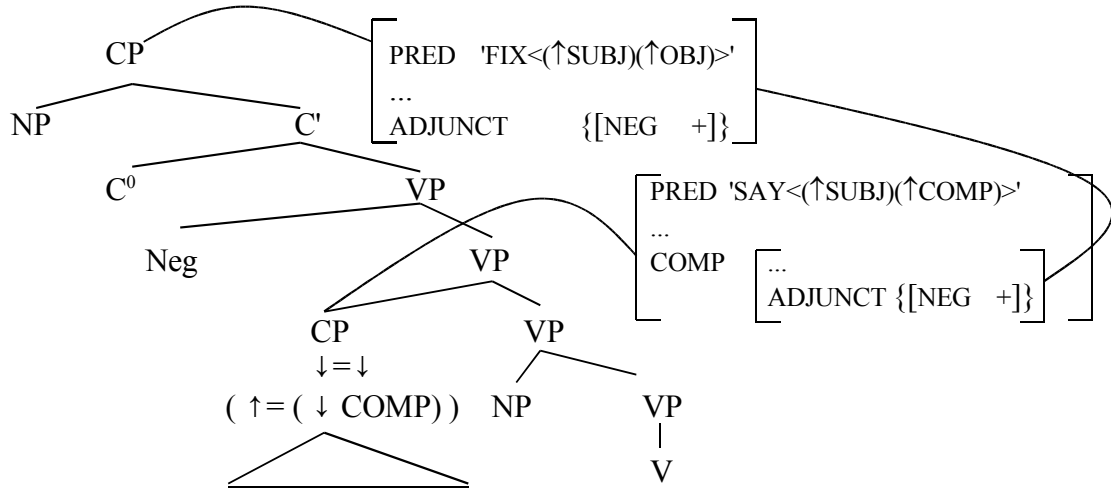 CP
PRED 'FIX<(↑SUBJ)(↑OBJ)>'
...
ADJUNCT {[NEG +]}
NP C'
C⁰ VP
PRED 'SAY<(↑SUBJ)(↑COMP)>'
...
COMP ...
ADJUNCT {[NEG +]}
Neg VP
CP VP
↓=↓
( ↑= ( ↓ COMP) ) NP VP
V